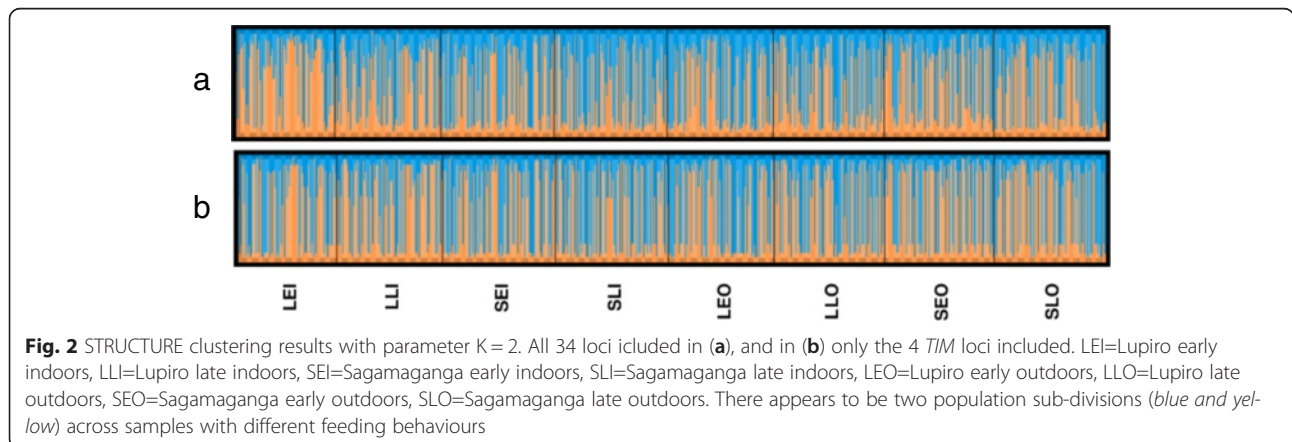 a
b
LEI LLI SEI SLI LEO LLO SEO SLO
Fig. 2 STRUCTURE clustering results with parameter K = 2. All 34 loci icluded in (a), and in (b) only the 4 TIM loci included. LEI=Lupiro early
indoors, LLI=Lupiro late indoors, SEI=Sagamaganga early indoors, SLI=Sagamaganga late indoors, LEO=Lupiro early outdoors, LLO=Lupiro late
outdoors, SEO=Sagamaganga early outdoors, SLO=Sagamaganga late outdoors. There appears to be two population sub-divisions (blue and yel-
low) across samples with different feeding behaviours